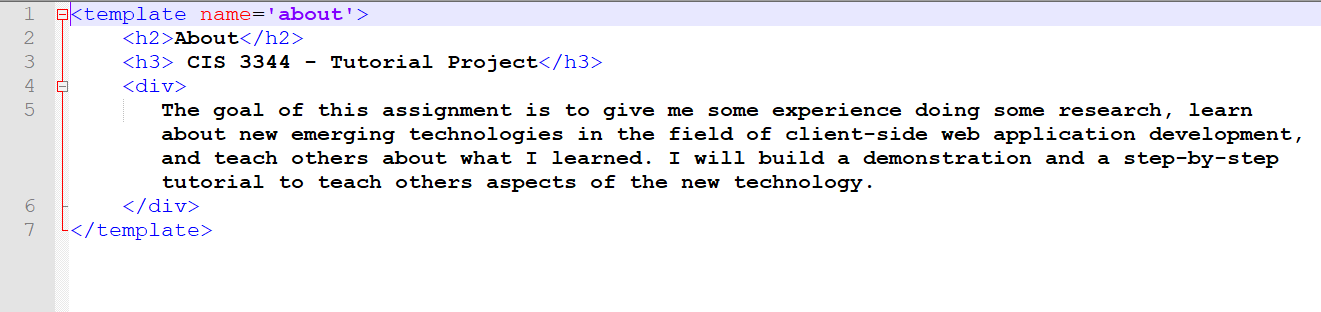 1 <template name='about'>
2 <h2>About</h2>
3 <h3> CIS 3344 - Tutorial Project</h3>
4 <div>
5 The goal of this assignment is to give me some experience doing some research, learn
about new emerging technologies in the field of client-side web application development,
and teach others about what I learned. I will build a demonstration and a step-by-step
tutorial to teach others aspects of the new technology.
6 </div>
7 </template>